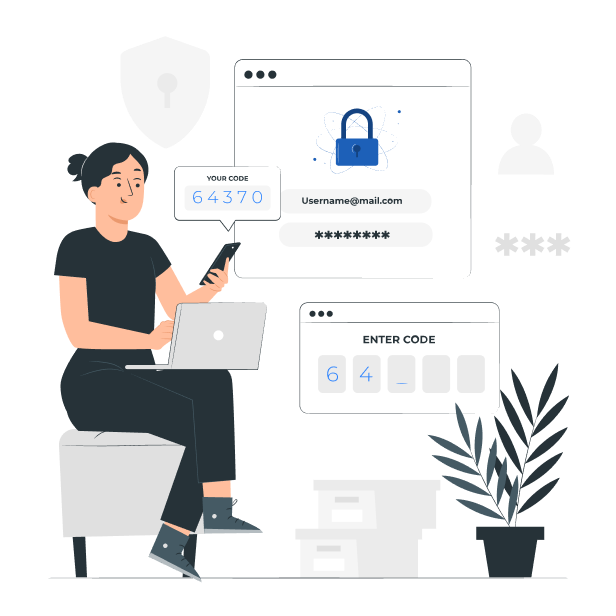 YOUR CODE
64370
Username@mail.com
********
***
ENTER CODE
6 4 _